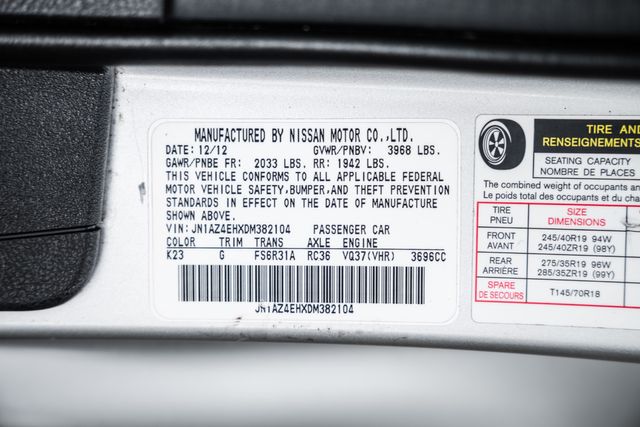 MANUFACTURED BY NISSAN MOTOR CO.,LTD.
DATE: 12/12 GVWR/PNBV: 3968 LBS.
GAWR/PNBE FR: 2033 LBS. RR: 1942 LBS.
THIS VEHICLE CONFORMS TO ALL APPLICABLE FEDERAL
MOTOR VEHICLE SAFETY,BUMPER,AND THEFT PREVENTION
STANDARDS IN EFFECT ON THE DATE OF MANUFACTURE
SHOWN ABOVE.
VIN: JN1AZ4EHXDM382104 PASSENGER CAR
COLOR TRIM TRANS AXLE ENGINE
K23 G FS6R31A RC36 VQ37(VHR) 3696CC
JN1AZ4EHXDM382104
TIRE AND
RENSEIGNEMENTS
SEATING CAPACITY
NOMBRE DE PLACES
The combined weight of occupants an
Le poids total des occupants et du cha
TIRE SIZE
PNEU DIMENSIONS
FRONT 245/40R19 94W
AVANT 245/40ZR19 (98Y)
REAR 275/35R19 96W
ARRIÈRE 285/35ZR19 (99Y)
SPARE T145/70R18
DE SECOURS